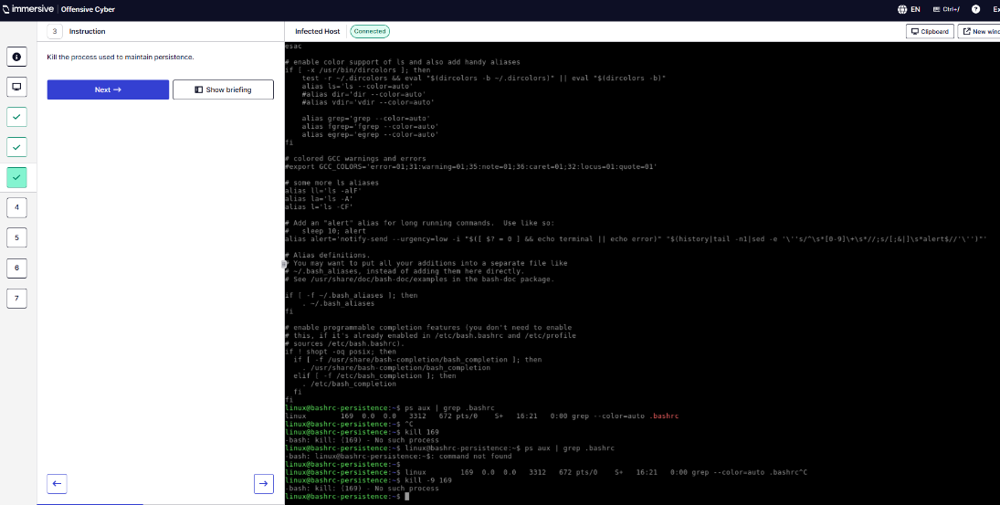 immersive Offensive Cyber
EN
Ctrl+/
?
Ex
3 Instruction
Infected Host
Connected
Clipboard
New wind
Kill the process used to maintain persistence.
Next →
Show briefing
4
5
6
7
esac
# enable color support of ls and also add handy aliases
if [ -x /usr/bin/dircolors ]; then
    test -r ~/.dircolors && eval "$(dircolors -b ~/.dircolors)" || eval "$(dircolors -b)"
    alias ls='ls --color=auto'
    #alias dir='dir --color=auto'
    #alias vdir='vdir --color=auto'
    alias grep='grep --color=auto'
    alias fgrep='fgrep --color=auto'
    alias egrep='egrep --color=auto'
fi
# colored GCC warnings and errors
#export GCC_COLORS='error=01;31:warning=01;35:note=01;36:caret=01;32:locus=01:quote=01'
# some more ls aliases
alias ll='ls -alF'
alias la='ls -A'
alias l='ls -CF'
# Add an "alert" alias for long running commands.  Use like so:
#   sleep 10; alert
alias alert='notify-send --urgency=low -i "$([ $? = 0 ] && echo terminal || echo error)" "$(history|tail -n1|sed -e '\''s/^\s*[0-9]\+\s*//;s/[;&|]\s*alert$//'\'')"'
# Alias definitions.
# You may want to put all your additions into a separate file like
# ~/.bash_aliases, instead of adding them here directly.
# See /usr/share/doc/bash-doc/examples in the bash-doc package.
if [ -f ~/.bash_aliases ]; then
    . ~/.bash_aliases
fi
# enable programmable completion features (you don't need to enable
# this, if it's already enabled in /etc/bash.bashrc and /etc/profile
# sources /etc/bash.bashrc).
if ! shopt -oq posix; then
  if [ -f /usr/share/bash-completion/bash_completion ]; then
    . /usr/share/bash-completion/bash_completion
  elif [ -f /etc/bash_completion ]; then
    . /etc/bash_completion
  fi
fi
linux@bashrc-persistence:~$ ps aux | grep .bashrc
linux        169  0.0  0.0   3312   672 pts/0    S+   16:21   0:00 grep --color=auto .bashrc
linux@bashrc-persistence:~$ ^C
linux@bashrc-persistence:~$ kill 169
-bash: kill: (169) - No such process
linux@bashrc-persistence:~$ linux@bashrc-persistence:~$ ps aux | grep .bashrc
-bash: linux@bashrc-persistence:~$: command not found
linux@bashrc-persistence:~$
linux@bashrc-persistence:~$ linux        169  0.0  0.0   3312   672 pts/0    S+   16:21   0:00 grep --color=auto .bashrc^C
linux@bashrc-persistence:~$ kill -9 169
-bash: kill: (169) - No such process
linux@bashrc-persistence:~$